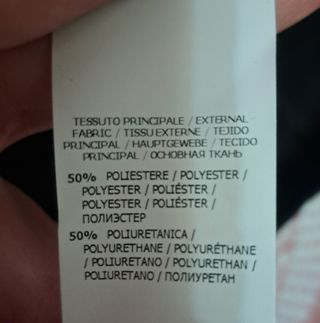 TESSUTO PRINCIPALE / EXTERNAL
FABRIC / TISSU EXTERNE / TEJIDO
PRINCIPAL / HAUPTGEWEBE / TECIDO
PRINCIPAL / ОСНОВНАЯ ТКАНЬ
50% POLIESTERE / POLYESTER /
POLYESTER / POLIÉSTER /
POLYESTER / POLIÉSTER /
ПОЛИЭСТЕР
50% POLIURETANICA /
POLYURETHANE / POLYURÉTHANE
/ POLIURETANO / POLYURETHAN /
POLIURETANO / ПОЛИУРЕТАН